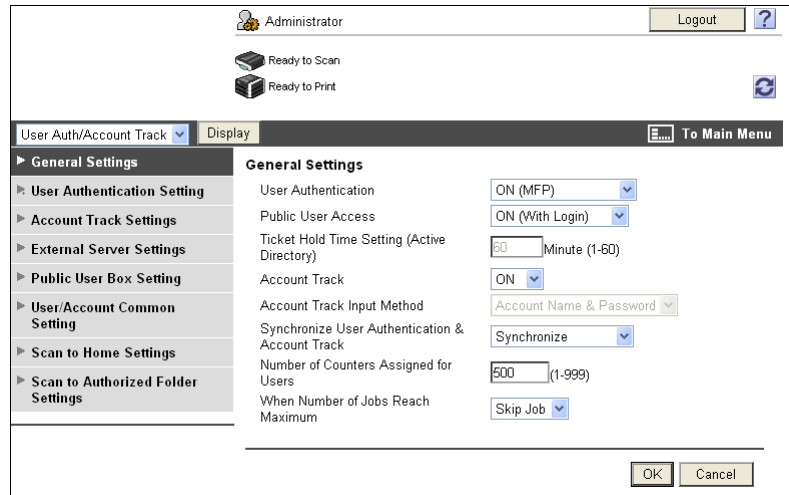 Administrator
Logout
?
Ready to Scan
Ready to Print
User Auth/Account Track
Display
To Main Menu
General Settings
User Authentication Setting
Account Track Settings
External Server Settings
Public User Box Setting
User/Account Common
Setting
Scan to Home Settings
Scan to Authorized Folder
Settings
General Settings
User Authentication
ON (MFP)
Public User Access
ON (With Login)
Ticket Hold Time Setting (Active
Directory)
60 Minute (1-60)
Account Track
ON
Account Track Input Method
Account Name & Password
Synchronize User Authentication &
Account Track
Synchronize
Number of Counters Assigned for
Users
500 (1-999)
When Number of Jobs Reach
Maximum
Skip Job
OK
Cancel